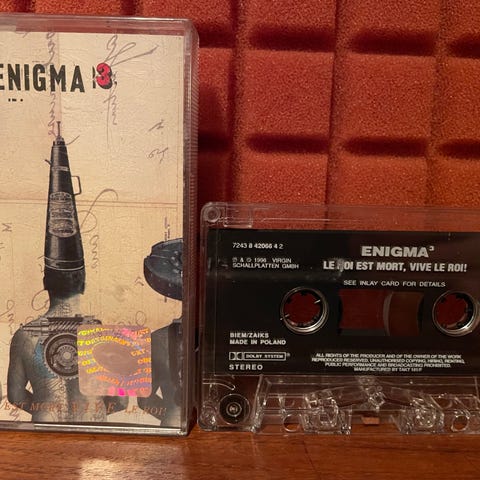 ENIGMA 3
LE ROI!
7243 8 42066 4 2
ENIGMA³
℗ & © 1996 VIRGIN
SCHALLPLATTEN GMBH
LE ROI EST MORT, VIVE LE ROI!
SEE INLAY CARD FOR DETAILS
BIEM/ZAIKS
MADE IN POLAND
DOLBY SYSTEM
STEREO
ALL RIGHTS OF THE PRODUCER AND OF THE OWNER OF THE WORK
REPRODUCED RESERVED. UNAUTHORISED COPYING, HIRING, RENTING,
PUBLIC PERFORMANCE AND BROADCASTING PROHIBITED.
MANUFACTURED BY TAKT